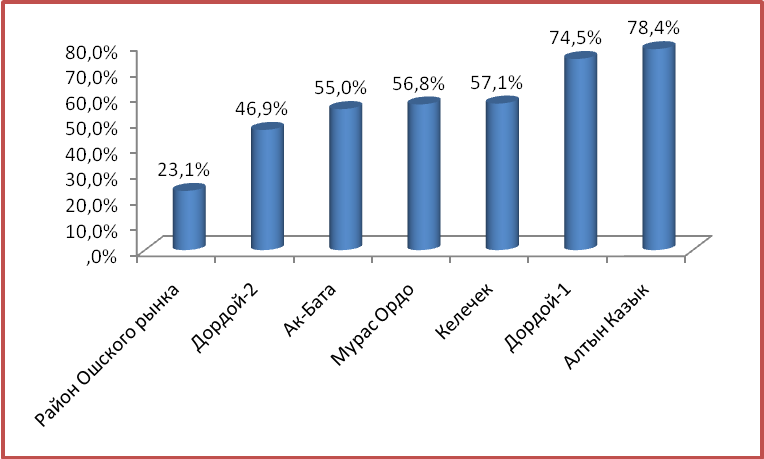 80,0%
70,0%
60,0%
50,0%
40,0%
30,0%
20,0%
10,0%
,0%
23,1%
46,9%
55,0%
56,8%
57,1%
74,5%
78,4%
Район Ошского рынка
Дордой-2
Ак-Бата
Мурас Ордо
Келечек
Дордой-1
Алтын Казык